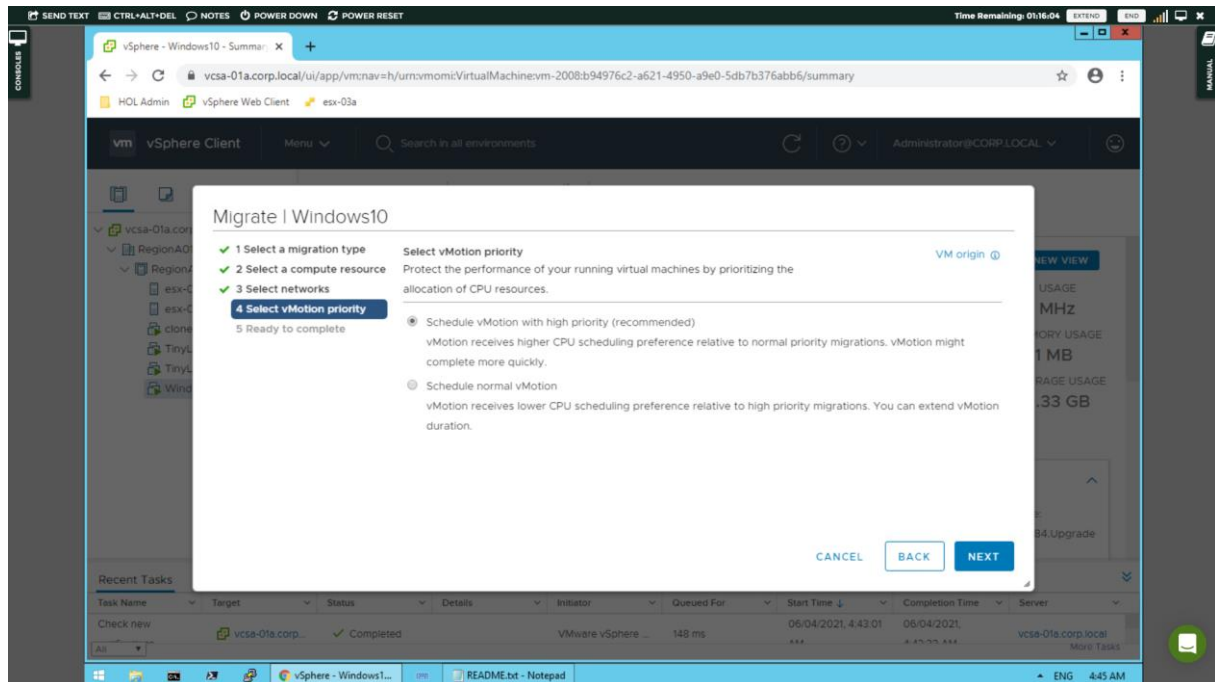 SEND TEXT CTRL+ALT+DEL NOTES POWER DOWN POWER RESET
Time Remaining: 01:16:04 EXTEND END
CONSOLES
MANUAL
vSphere - Windows10 - Summar
vcsa-01a.corp.local/ui/app/vm;nav=h/urn:vmomi:VirtualMachine:vm-2008:b94976c2-a621-4950-a9e0-5db7b376abb6/summary
HOL Admin vSphere Web Client esx-03a
vm vSphere Client Menu Search in all environments Administrator@CORP.LOCAL
vcsa-01a.corp
RegionA01
RegionA
esx-0
esx-0
clone
TinyL
TinyL
Wind
Migrate | Windows10
1 Select a migration type
2 Select a compute resource
3 Select networks
4 Select vMotion priority
5 Ready to complete
Select vMotion priority
VM origin
Protect the performance of your running virtual machines by prioritizing the
allocation of CPU resources.
Schedule vMotion with high priority (recommended)
vMotion receives higher CPU scheduling preference relative to normal priority migrations. vMotion might
complete more quickly.
Schedule normal vMotion
vMotion receives lower CPU scheduling preference relative to high priority migrations. You can extend vMotion
duration.
CANCEL BACK NEXT
NEW VIEW
USAGE
MHz
MORY USAGE
1 MB
RAGE USAGE
.33 GB
84.Upgrade
Recent Tasks
Task Name Target Status Details Initiator Queued For Start Time Completion Time Server
Check new
vcsa-01a.corp... Completed VMware vSphere ... 148 ms 06/04/2021, 4:43:01 06/04/2021, vcsa-01a.corp.local
All
More Tasks
vSphere - Windows1... README.txt - Notepad ENG 4:45 AM